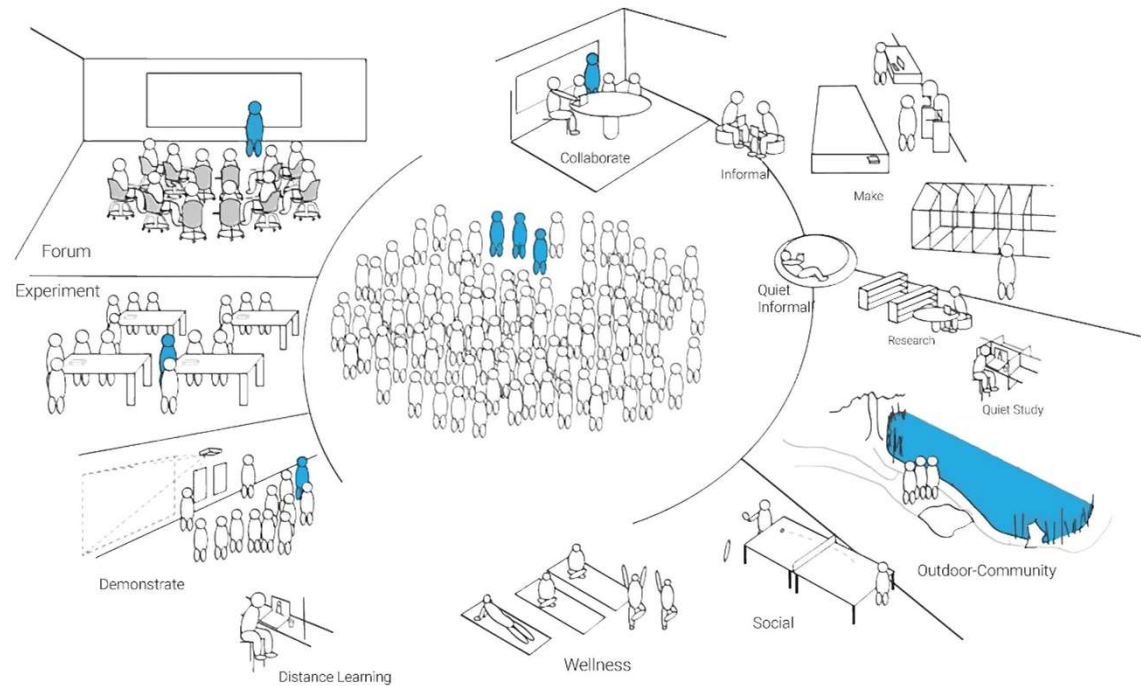 Collaborate
Informal
Make
Forum
Experiment
Quiet
Informal
Research
Quiet Study
Demonstrate
Outdoor-Community
Social
Wellness
Distance Learning